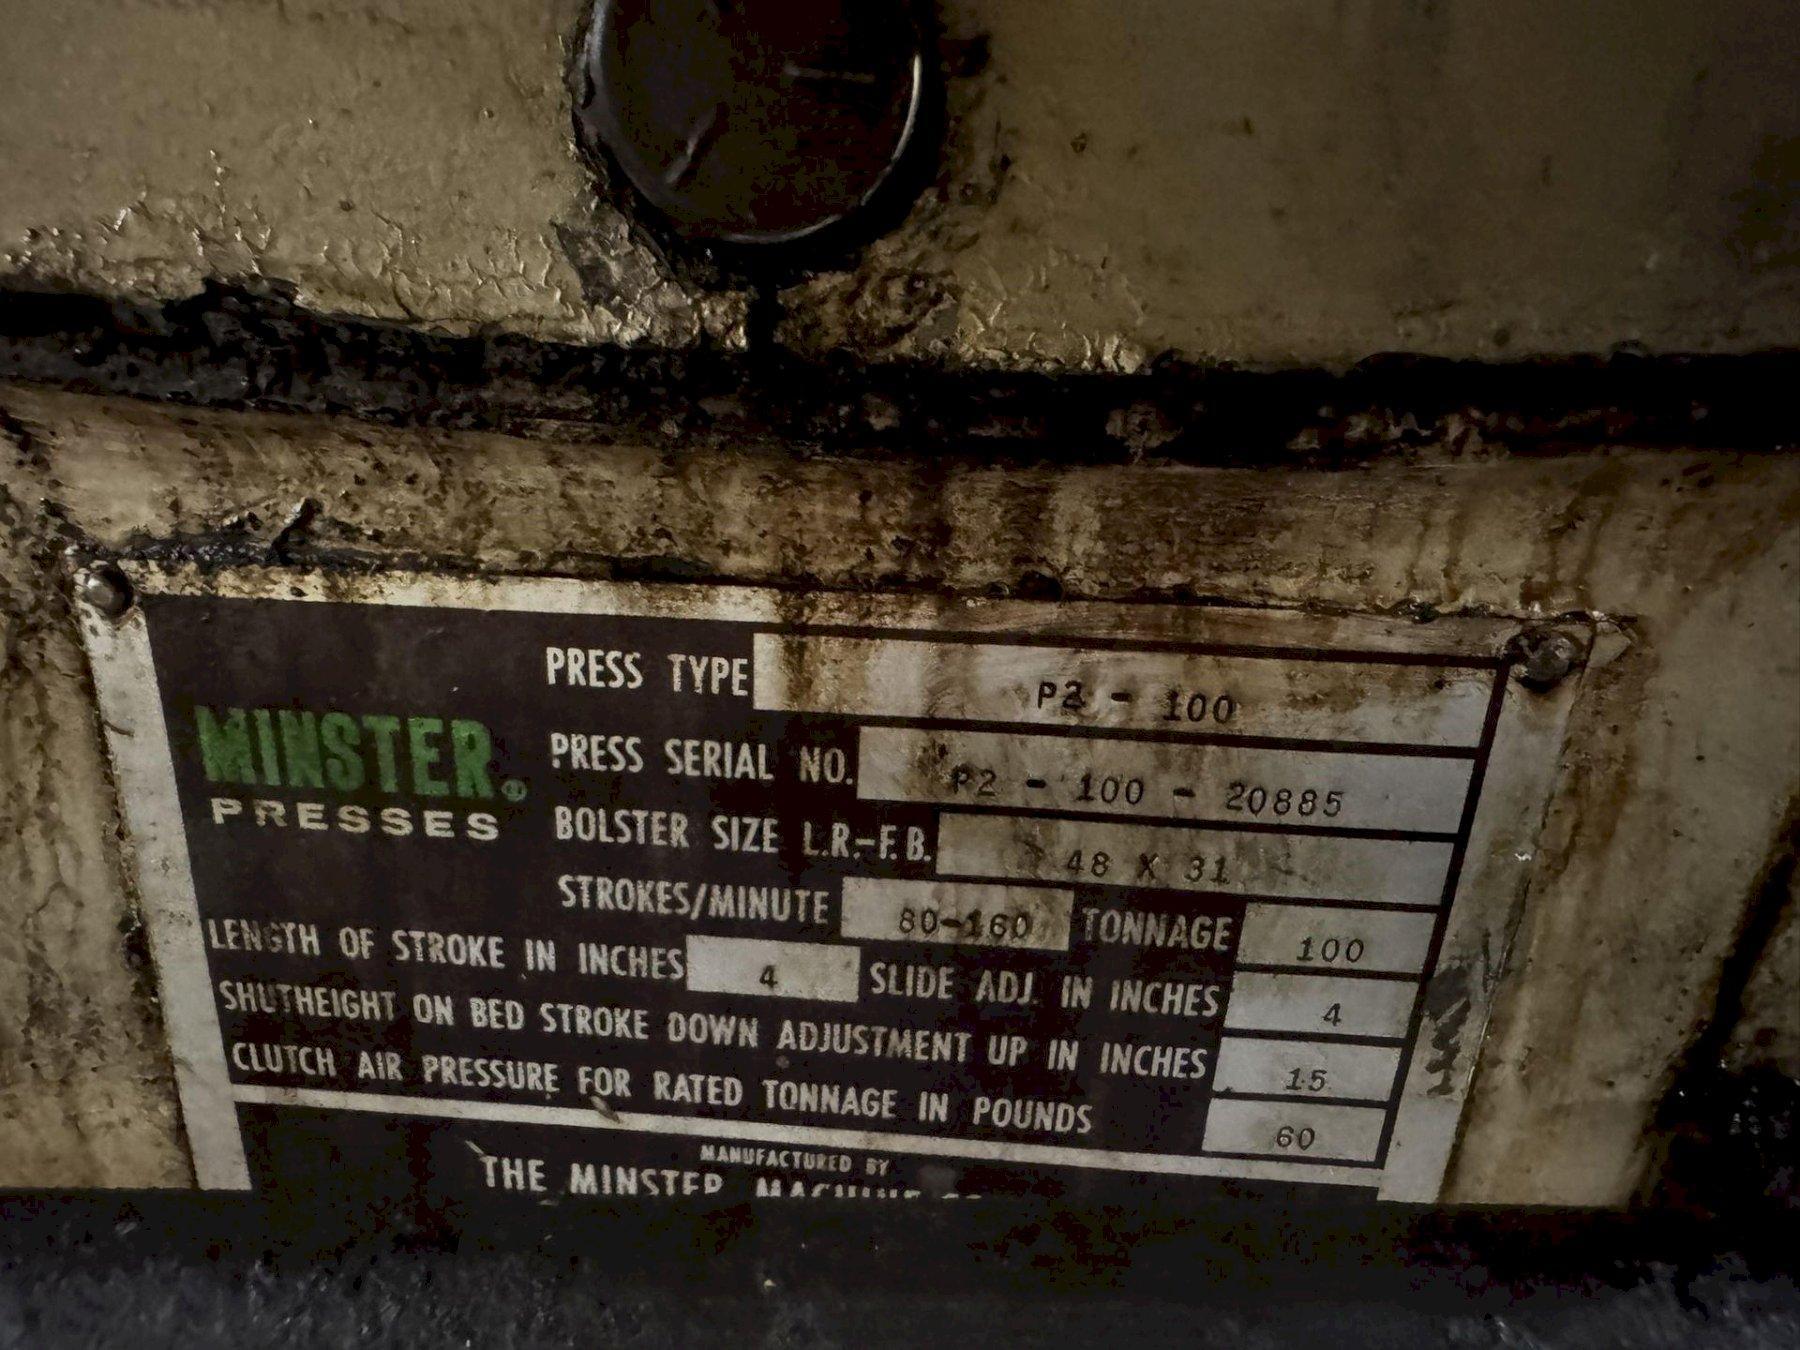 PRESS TYPE P2 - 100
MINSTER®
PRESSES
PRESS SERIAL NO. P2 - 100 - 20885
BOLSTER SIZE L.R.-F.B. 48 X 31
STROKES/MINUTE 80-160 TONNAGE 100
LENGTH OF STROKE IN INCHES 4 SLIDE ADJ. IN INCHES 4
SHUTHEIGHT ON BED STROKE DOWN ADJUSTMENT UP IN INCHES 15
CLUTCH AIR PRESSURE FOR RATED TONNAGE IN POUNDS 60
MANUFACTURED BY
THE MINSTER MACHINE CO